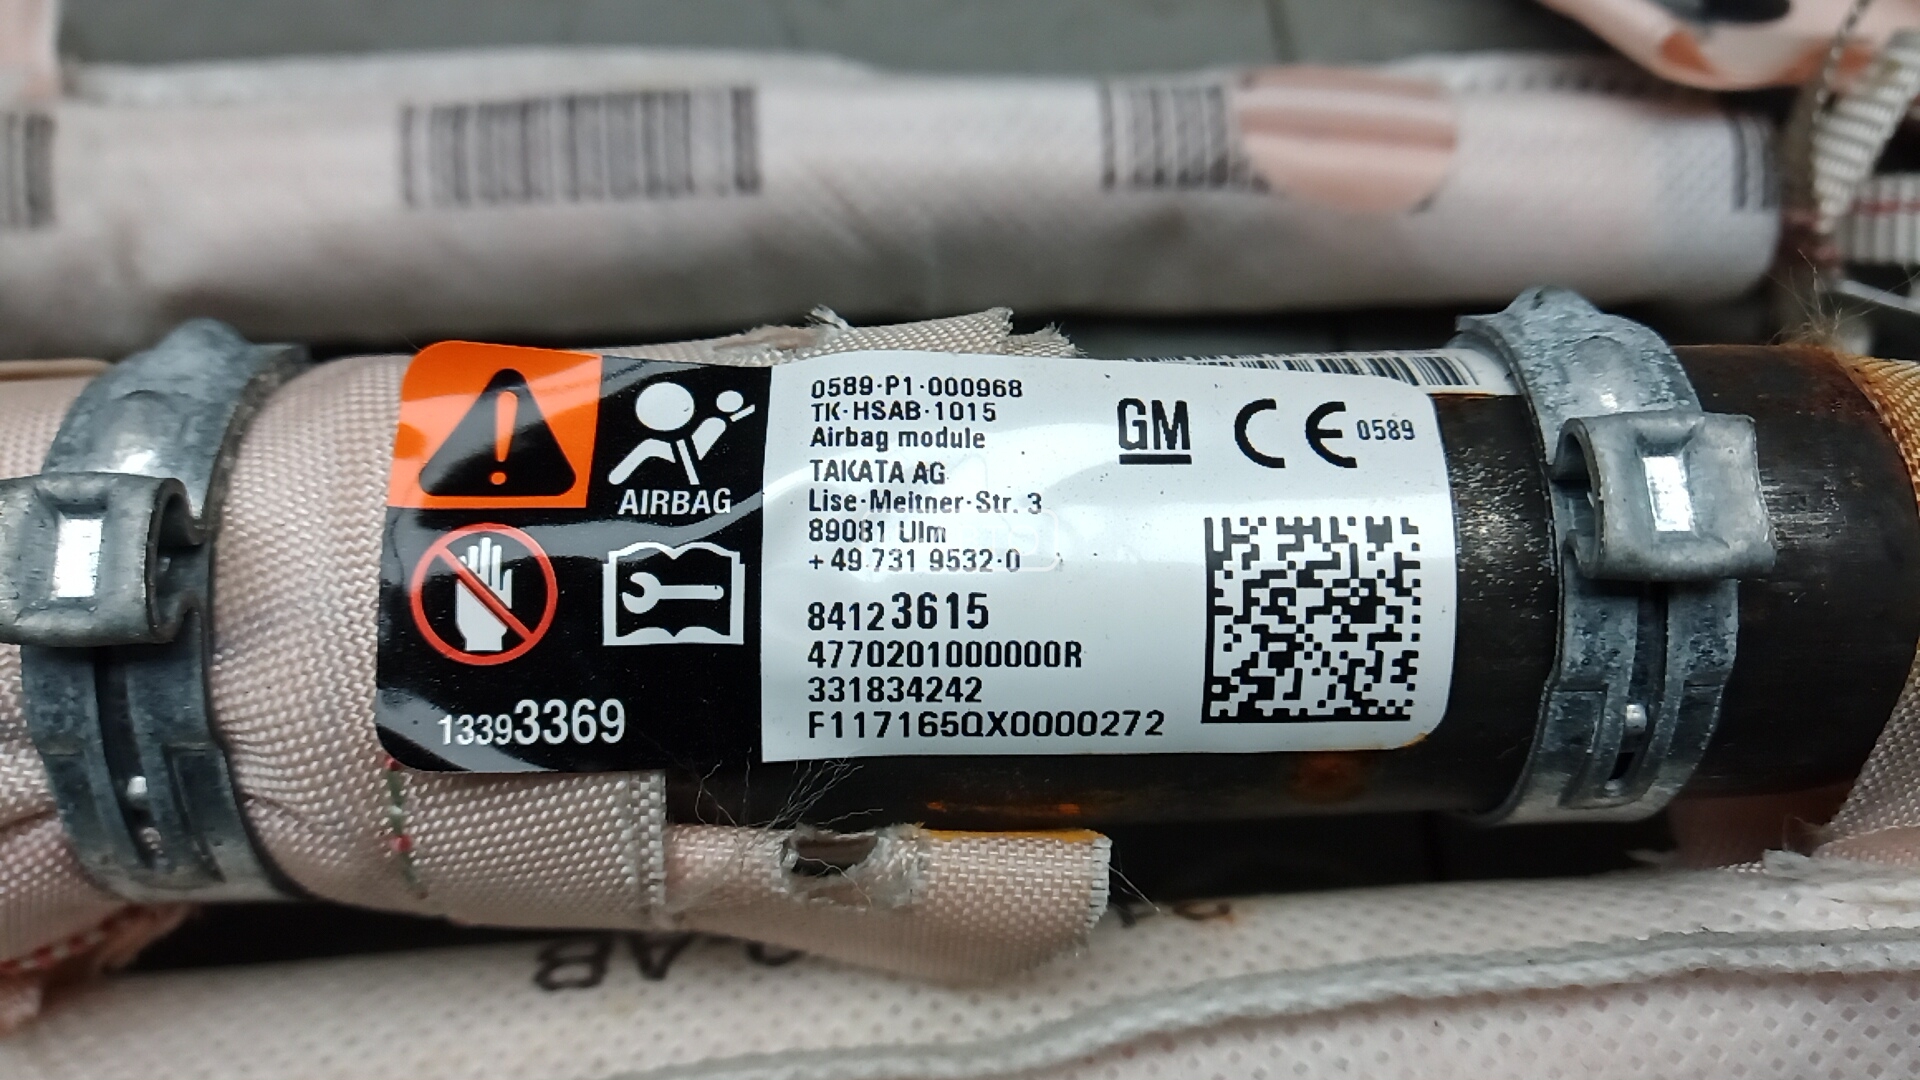 0589·P1·000968
TK·HSAB·1015
Airbag module
GM
CE 0589
TAKATA AG
Lise·Meitner·Str. 3
89081 Ulm
+49 731 9532·0
84123615
4770201000000R
331834242
F117165QX0000272
AIRBAG
13393369